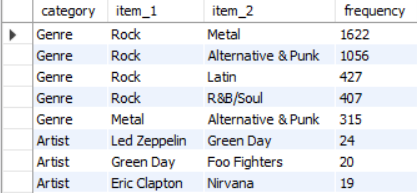 category item_1 item_2 frequency
Genre Rock Metal 1622
Genre Rock Alternative & Punk 1056
Genre Rock Latin 427
Genre Rock R&B/Soul 407
Genre Metal Alternative & Punk 315
Artist Led Zeppelin Green Day 24
Artist Green Day Foo Fighters 20
Artist Eric Clapton Nirvana 19